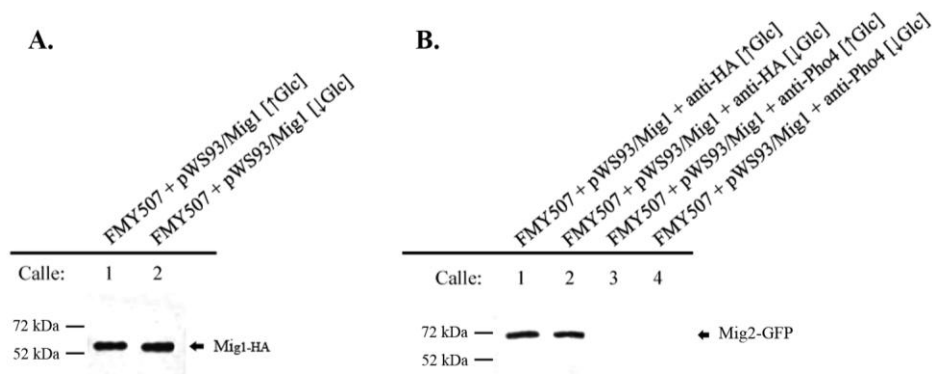 A.
FMY507 + pWS93/Mig1 [↑Glc]
FMY507 + pWS93/Mig1 [↓Glc]
Calle: 1 2
72 kDa
52 kDa
Mig1-HA
B.
FMY507 + pWS93/Mig1 + anti-HA [↑Glc]
FMY507 + pWS93/Mig1 + anti-HA [↓Glc]
FMY507 + pWS93/Mig1 + anti-Pho4 [↑Glc]
FMY507 + pWS93/Mig1 + anti-Pho4 [↓Glc]
Calle: 1 2 3 4
72 kDa
52 kDa
Mig2-GFP